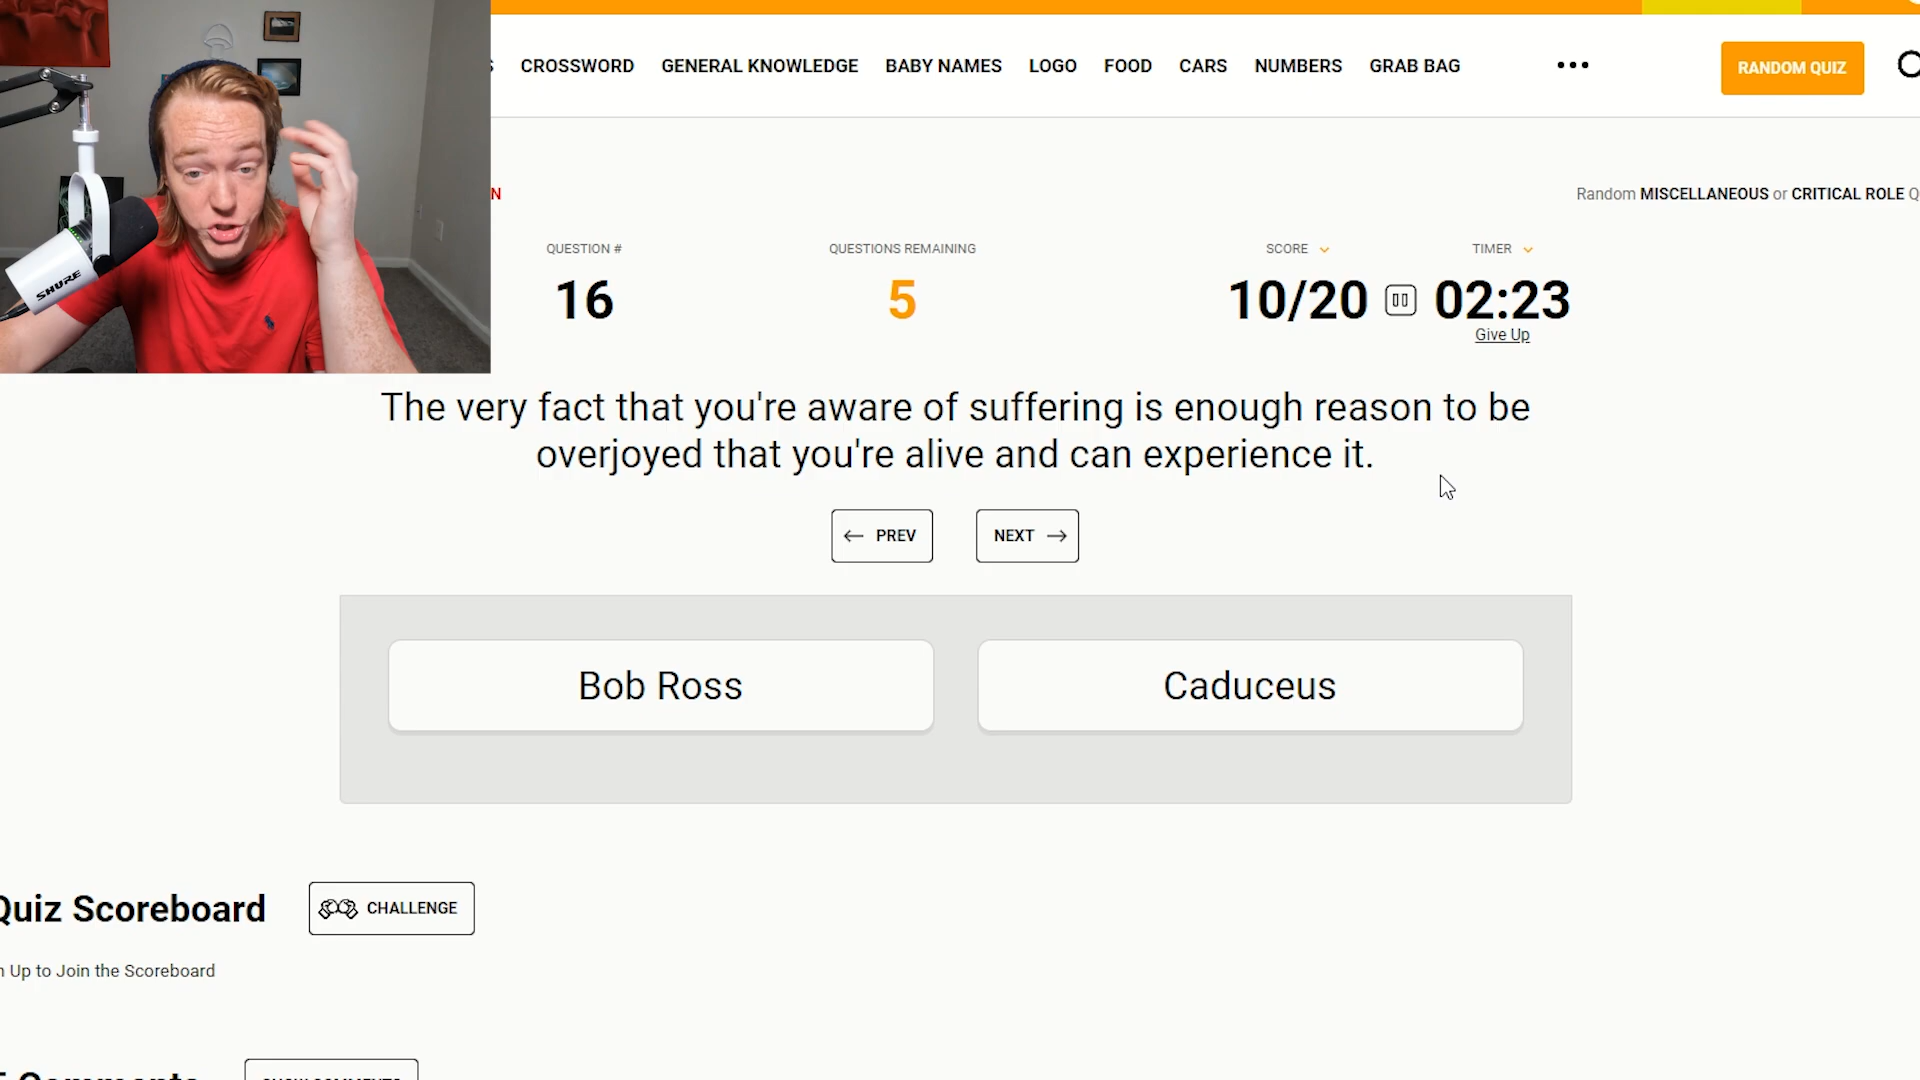 CROSSWORD GENERAL KNOWLEDGE BABY NAMES LOGO FOOD CARS NUMBERS GRAB BAG
RANDOM QUIZ
N
Random MISCELLANEOUS or CRITICAL ROLE Q
QUESTION #
QUESTIONS REMAINING
SCORE
TIMER
16
5
10/20
02:23
Give Up
SHURE
The very fact that you're aware of suffering is enough reason to be
overjoyed that you're alive and can experience it.
PREV
NEXT
Bob Ross
Caduceus
Quiz Scoreboard
CHALLENGE
n Up to Join the Scoreboard